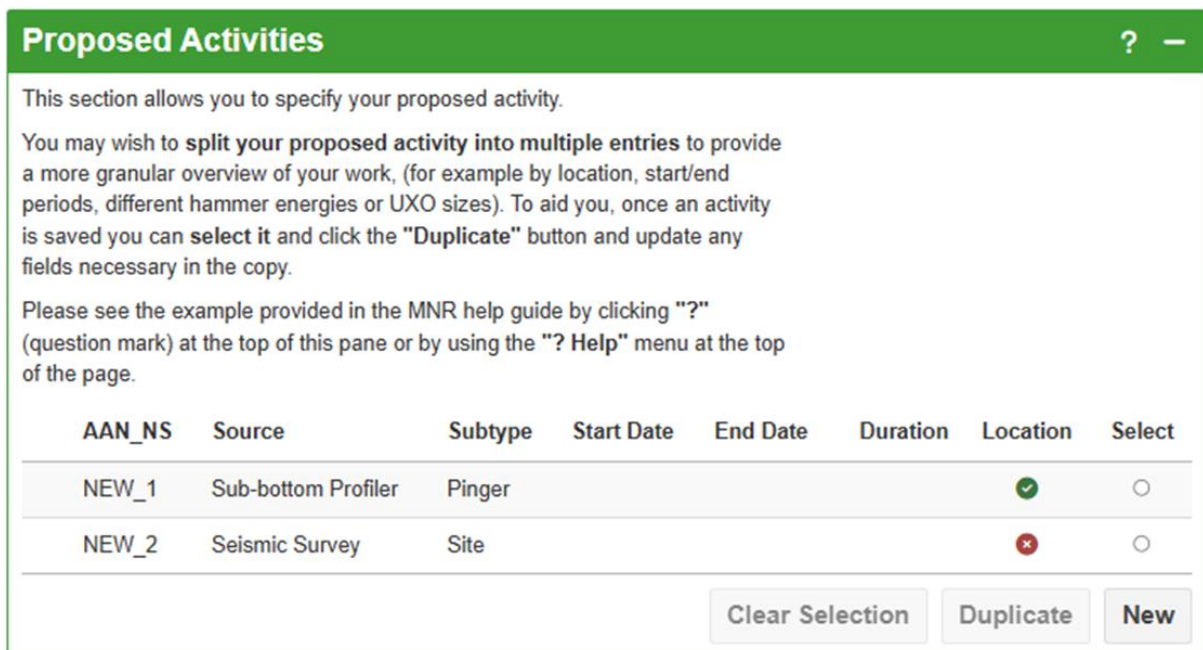 Proposed Activities ? −
This section allows you to specify your proposed activity.
You may wish to split your proposed activity into multiple entries to provide
a more granular overview of your work, (for example by location, start/end
periods, different hammer energies or UXO sizes). To aid you, once an activity
is saved you can select it and click the "Duplicate" button and update any
fields necessary in the copy.
Please see the example provided in the MNR help guide by clicking "?"
(question mark) at the top of this pane or by using the "? Help" menu at the top
of the page.
AAN_NS Source Subtype Start Date End Date Duration Location Select
NEW_1 Sub-bottom Profiler Pinger
NEW_2 Seismic Survey Site
Clear Selection Duplicate New